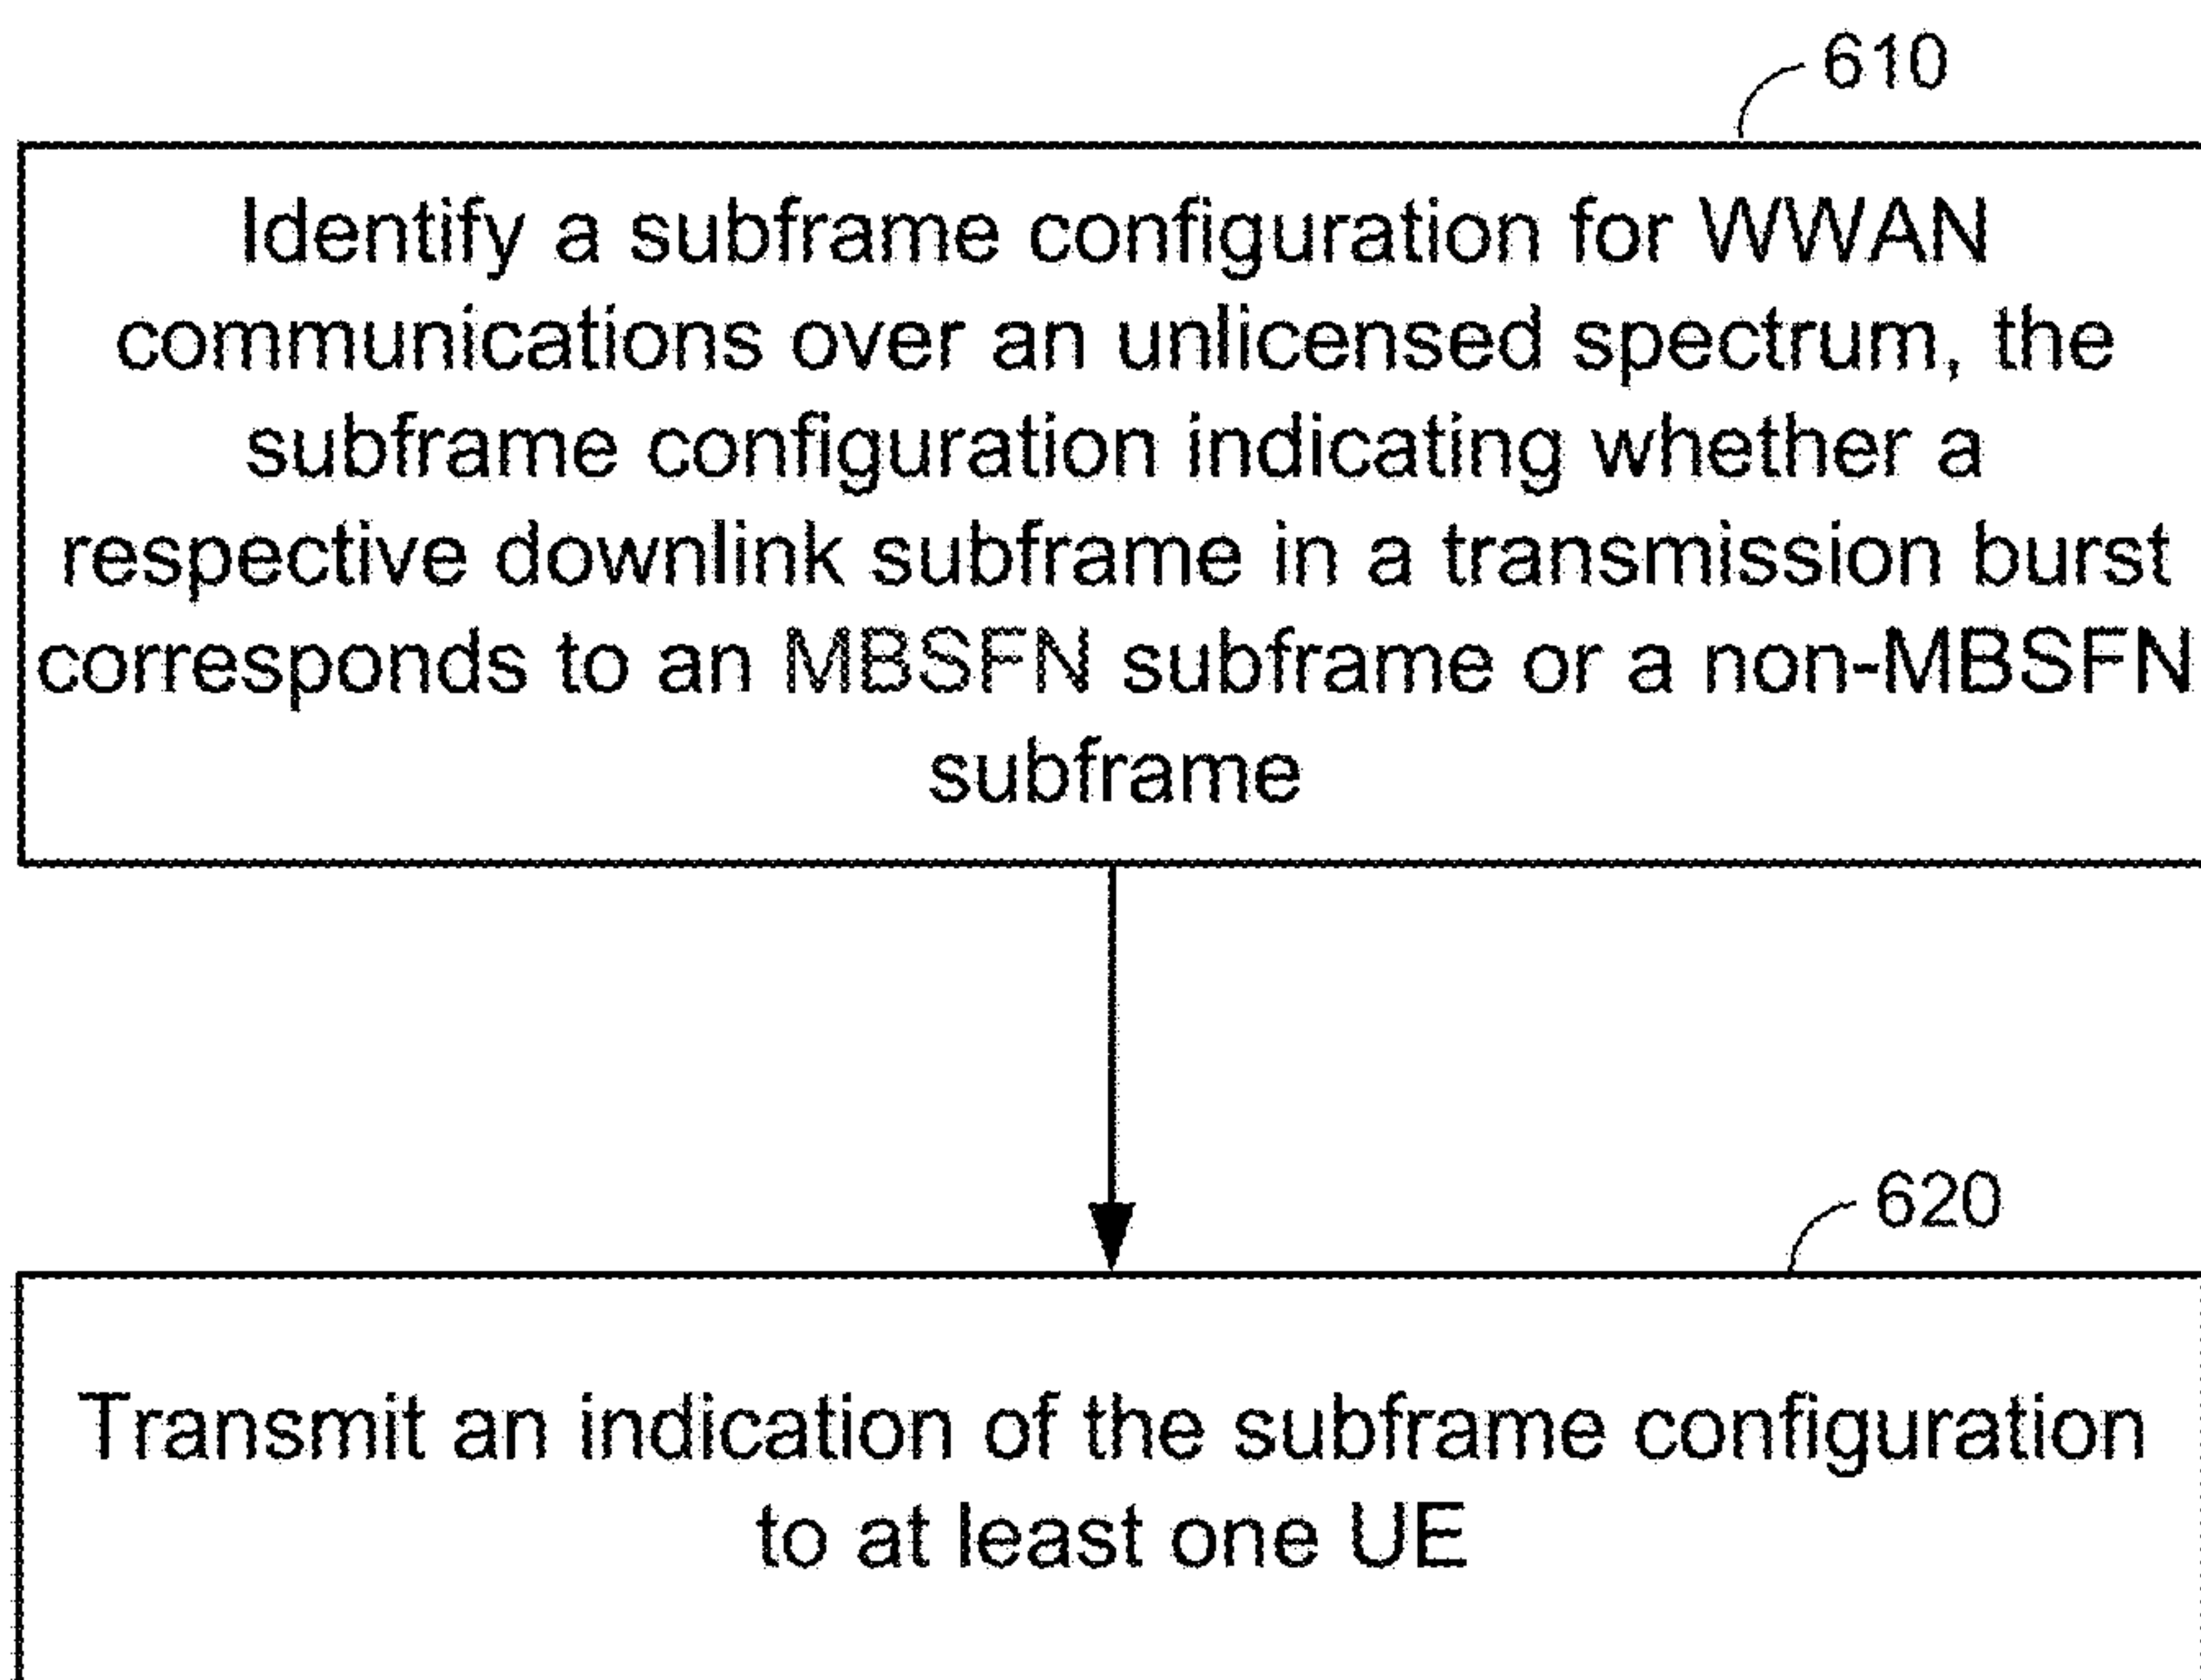 610
Identify a subframe configuration for WWAN
communications over an unlicensed spectrum, the
subframe configuration indicating whether a
respective downlink subframe in a transmission burst
corresponds to an MBSFN subframe or a non-MBSFN
subframe
620
Transmit an indication of the subframe configuration
to at least one UE